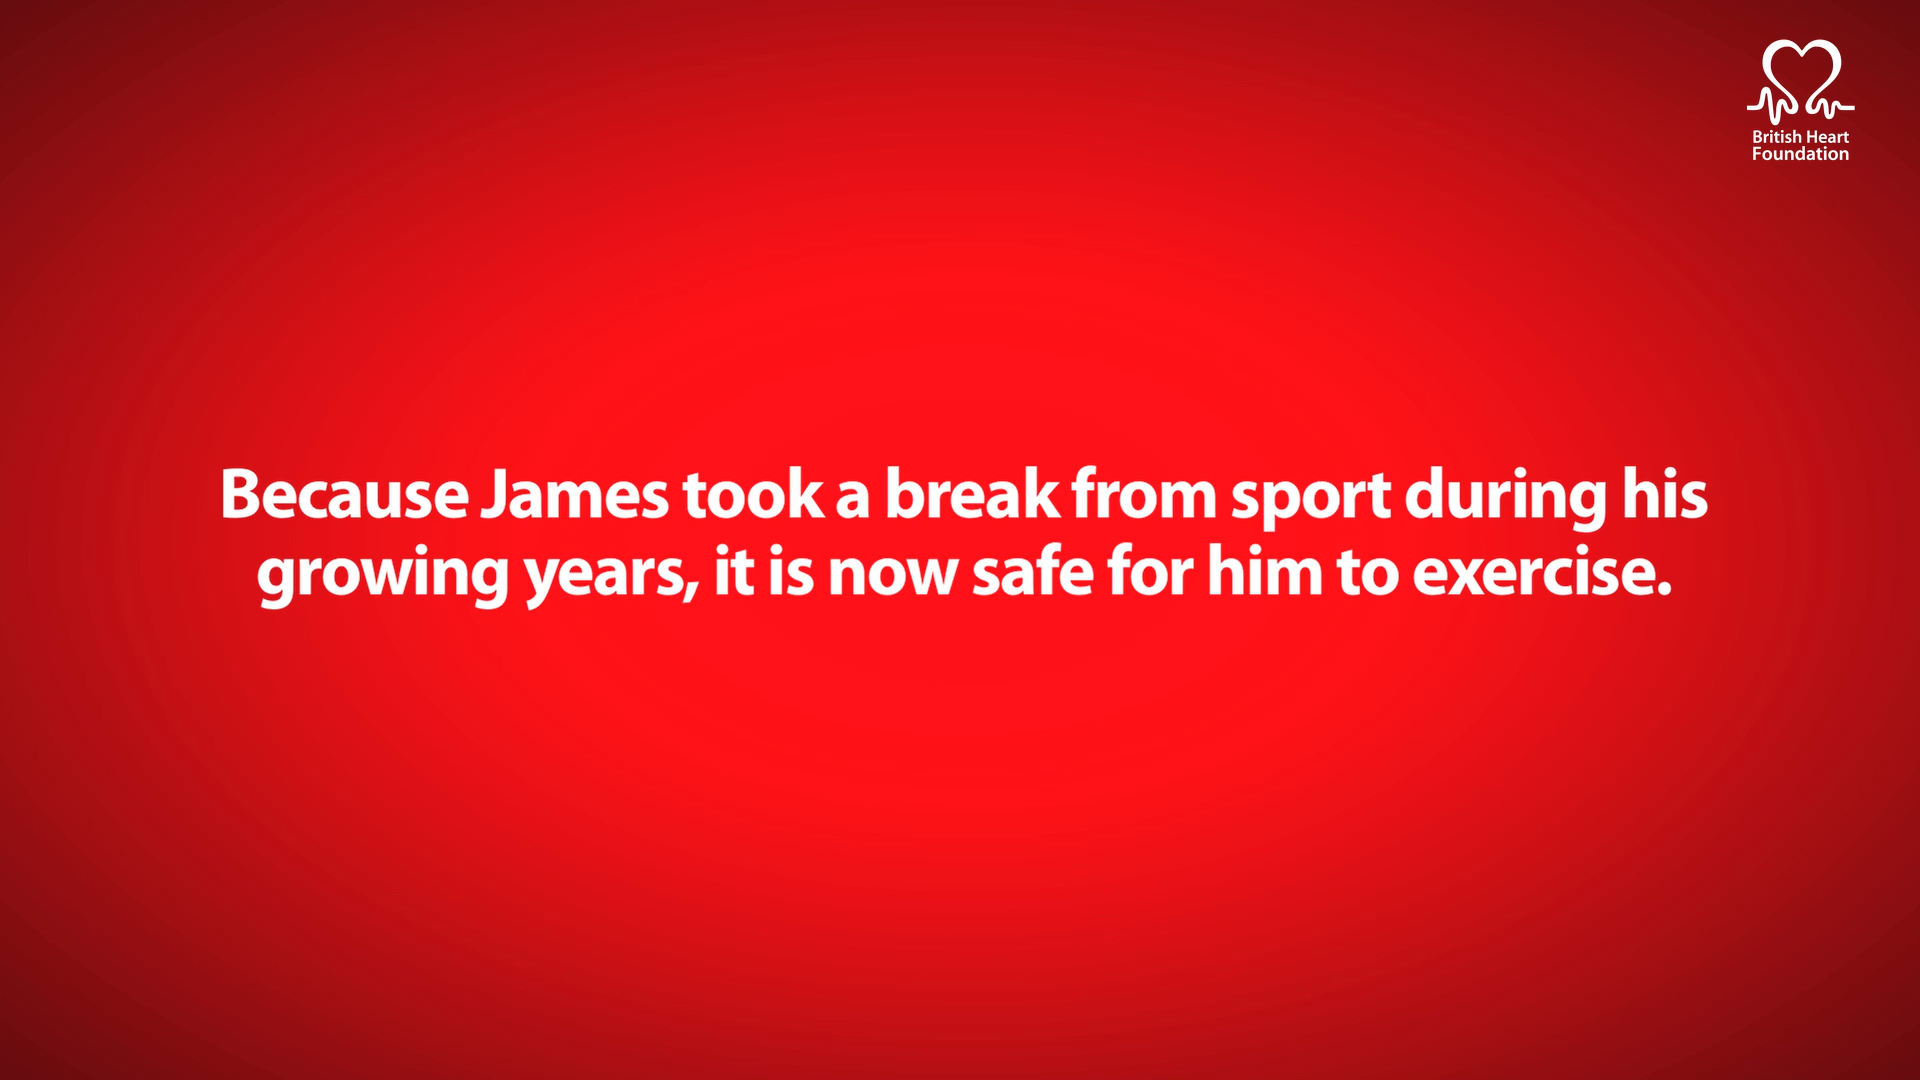 British Heart
Foundation
Because James took a break from sport during his
growing years, it is now safe for him to exercise.